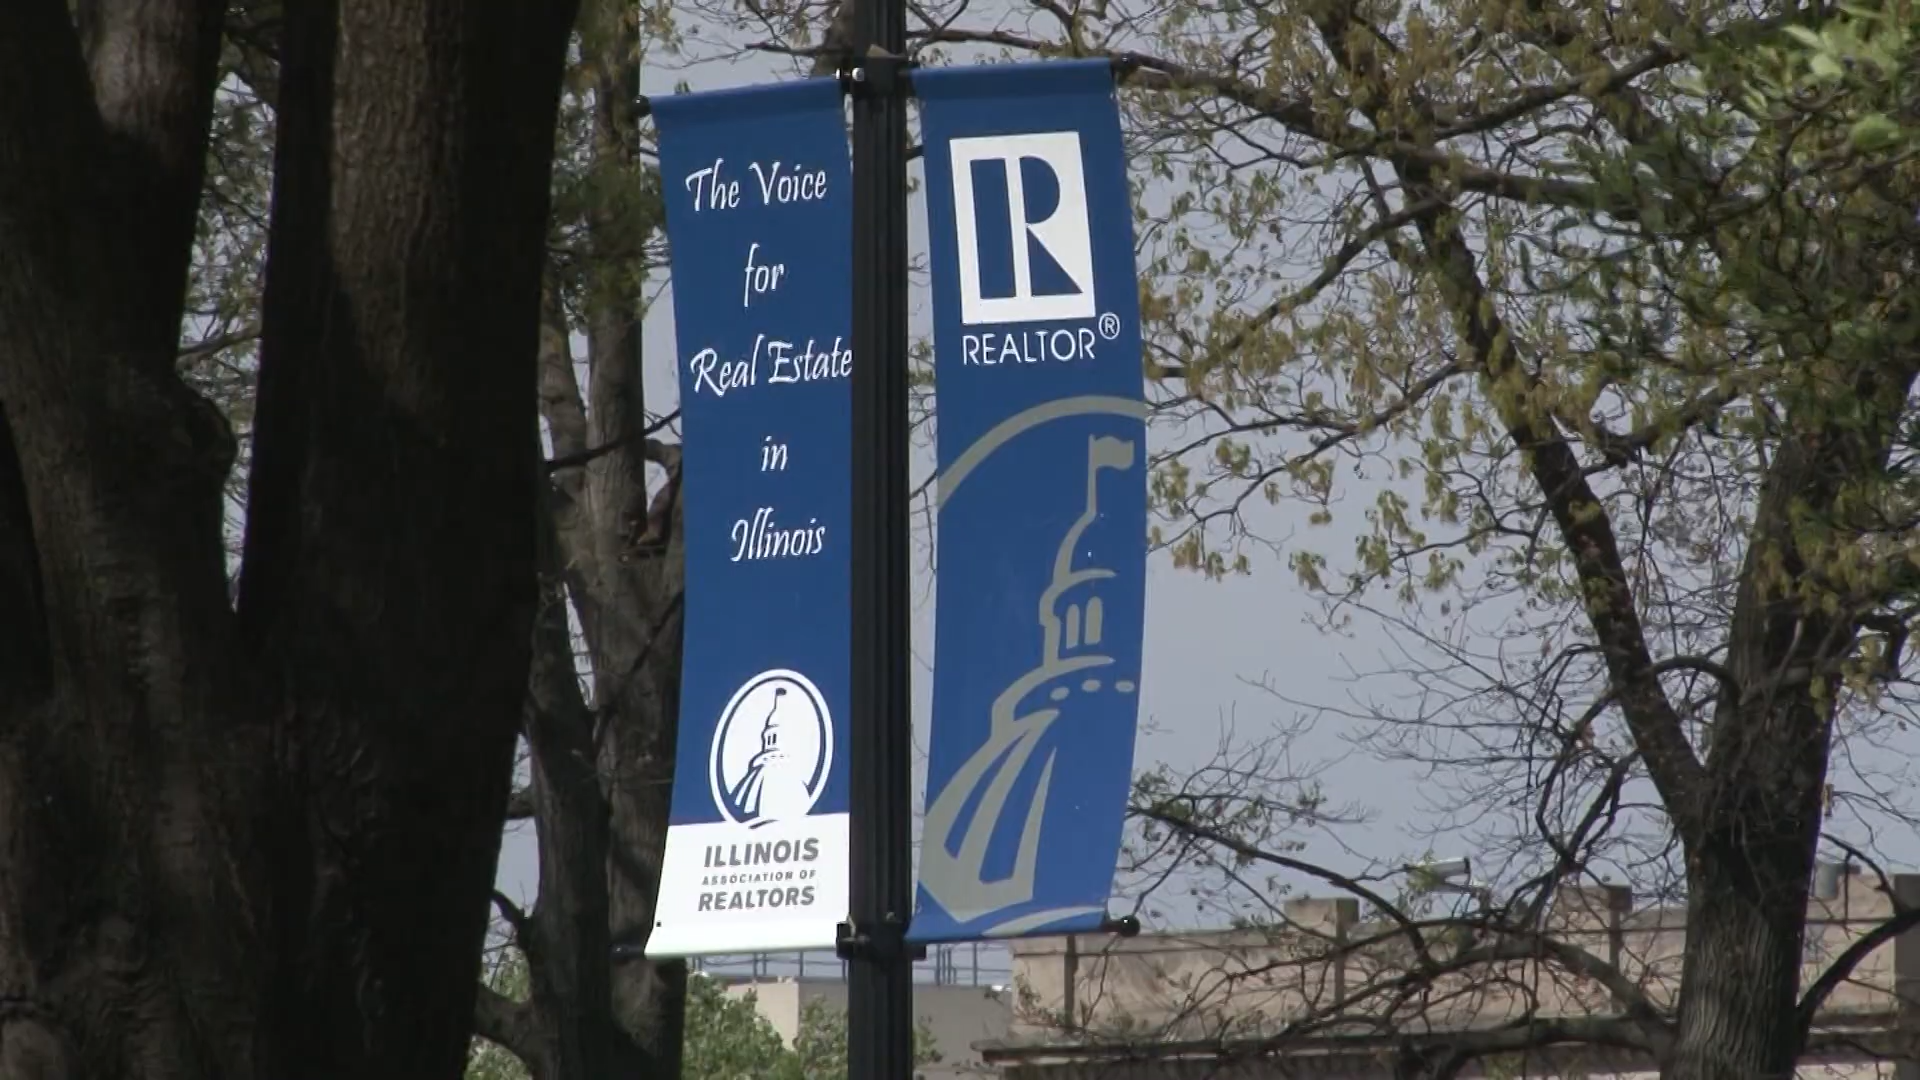 The Voice
for
Real Estate
in
Illinois
ILLINOIS
ASSOCIATION OF
REALTORS
R
REALTOR®